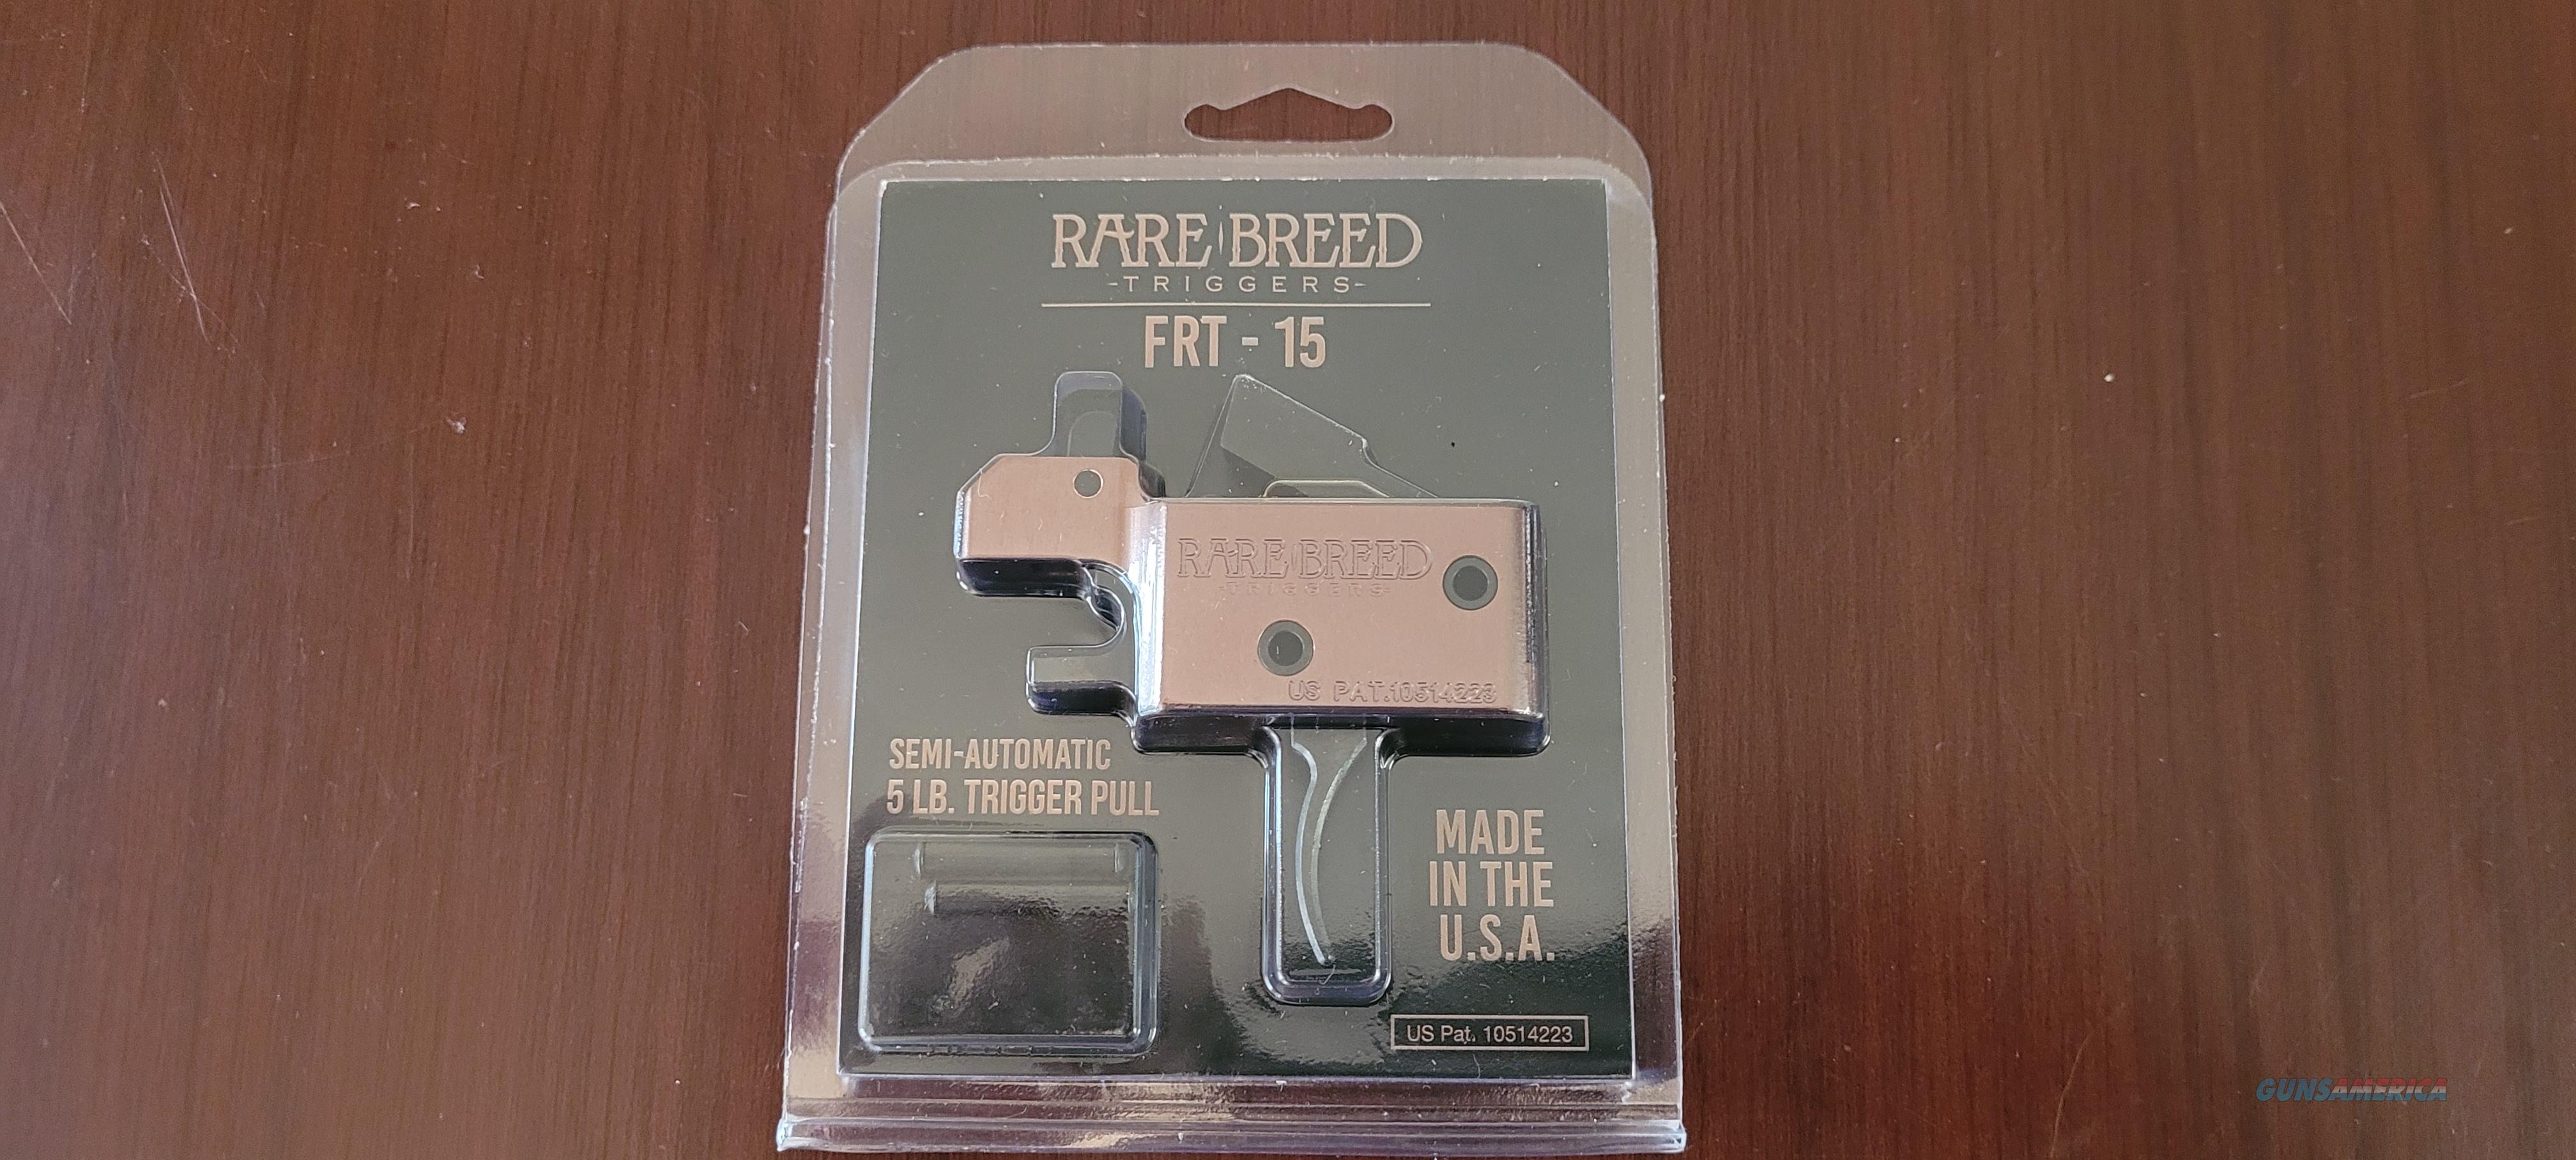 RARE BREED
-TRIGGERS-
FRT - 15
RARE BREED
-TRIGGERS-
US PAT.10514223
SEMI-AUTOMATIC
5 LB. TRIGGER PULL
MADE
IN THE
U.S.A.
US Pat. 10514223
GUNSAMERICA